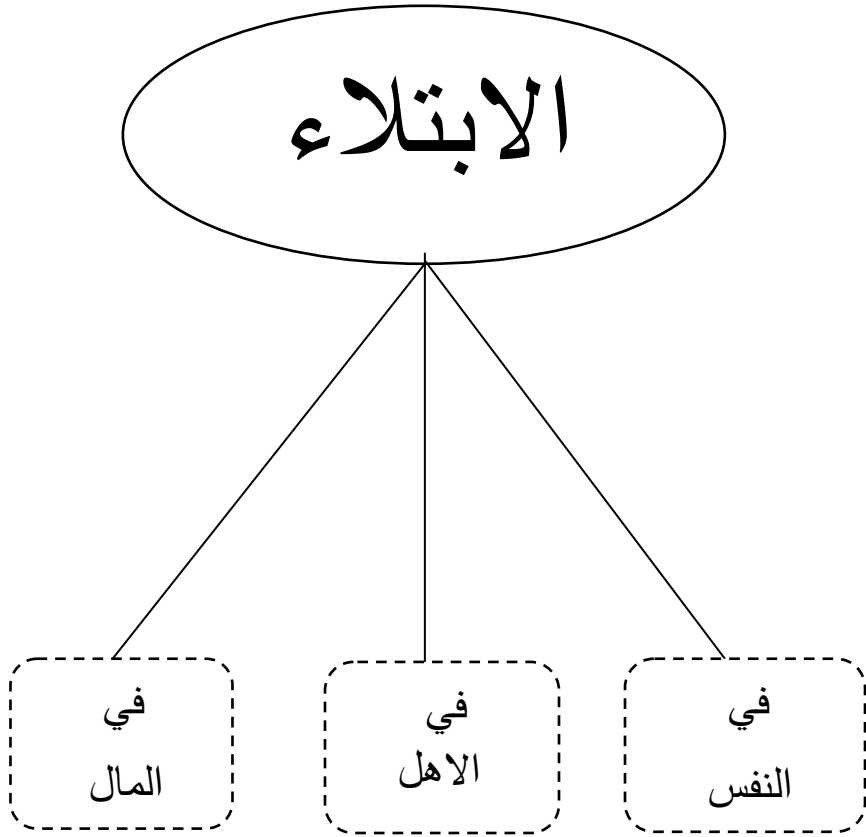 الابتلاء
في
النفس
في
الاهل
في
المال